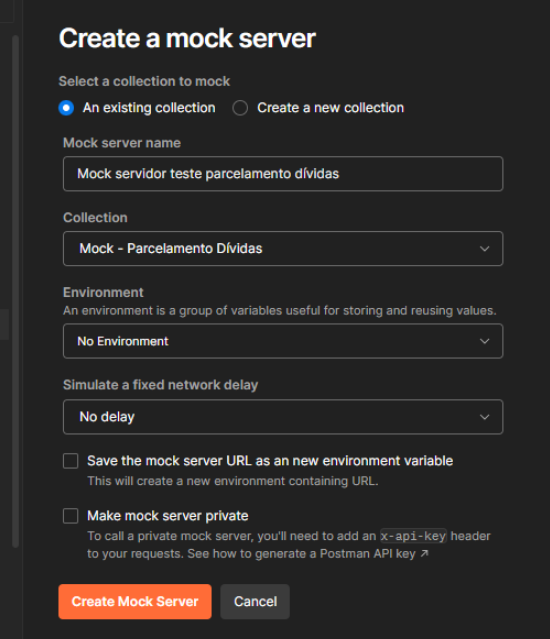 Create a mock server
Select a collection to mock
An existing collection
Create a new collection
Mock server name
Mock servidor teste parcelamento dívidas
Collection
Mock - Parcelamento Dívidas
Environment
An environment is a group of variables useful for storing and reusing values.
No Environment
Simulate a fixed network delay
No delay
Save the mock server URL as an new environment variable
This will create a new environment containing URL.
Make mock server private
To call a private mock server, you'll need to add an x-api-key header
to your requests. See how to generate a Postman API key ↗
Create Mock Server
Cancel